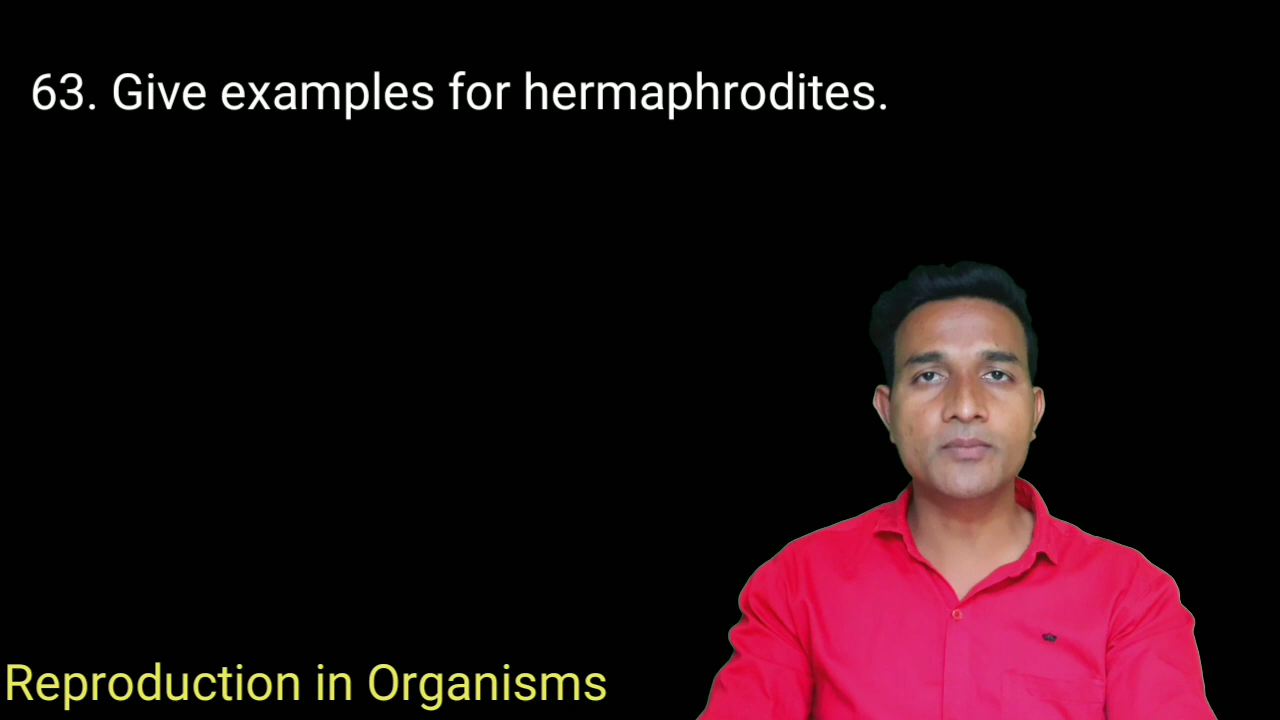 63. Give examples for hermaphrodites.
Reproduction in Organisms